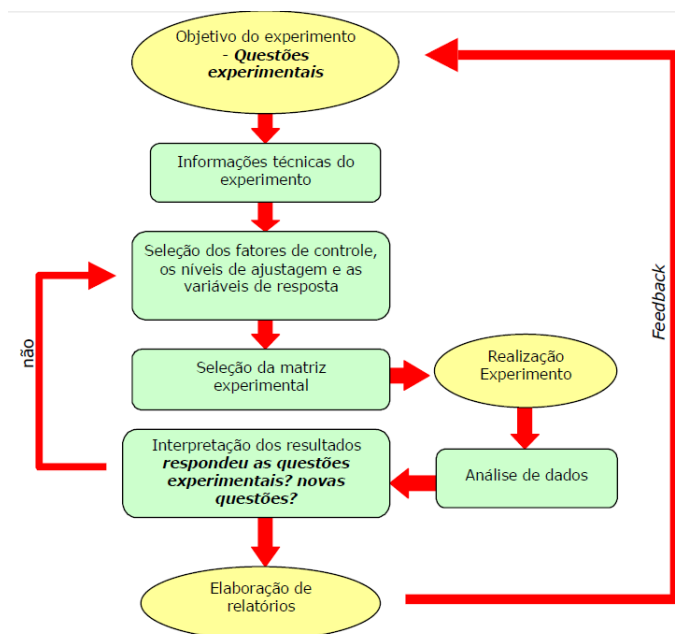 Objetivo do experimento
- Questões
experimentais
Informações técnicas do
experimento
Seleção dos fatores de controle,
os níveis de ajustagem e as
variáveis de resposta
Seleção da matriz
experimental
Realização
Experimento
Análise de dados
Interpretação dos resultados
respondeu as questões
experimentais? novas
questões?
não
Elaboração de
relatórios
Feedback